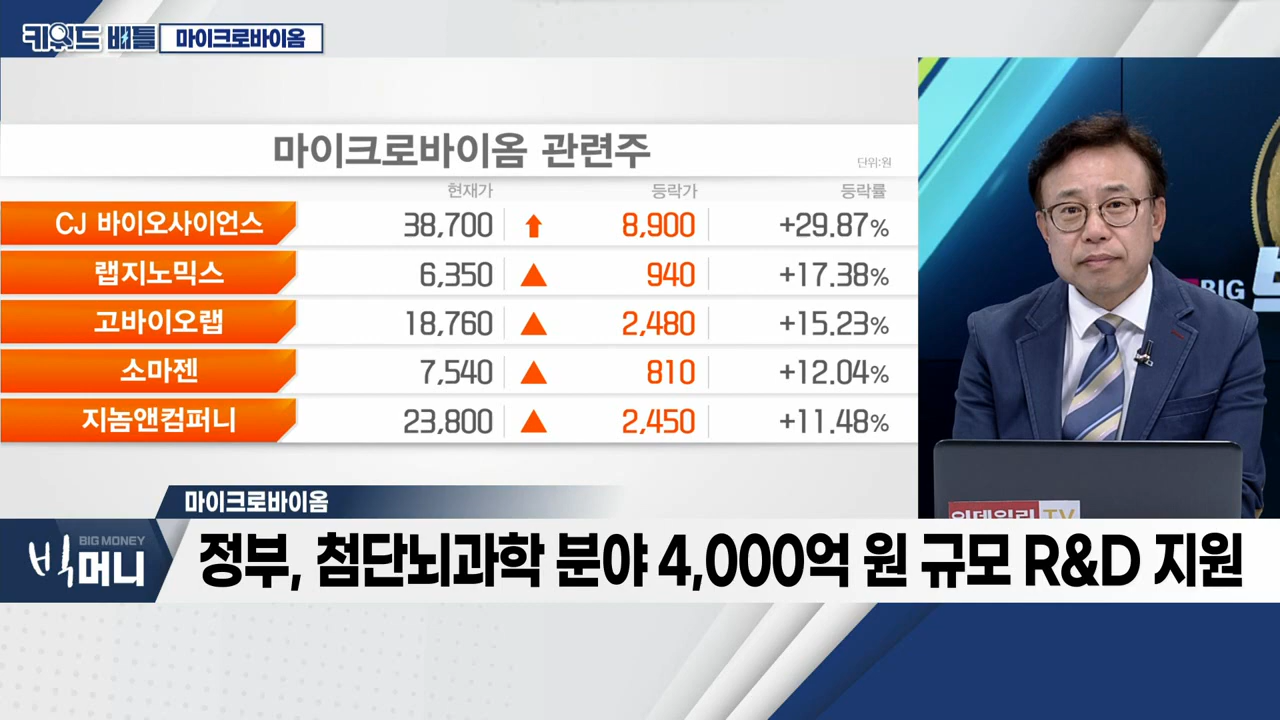 키워드 배틀 마이크로바이옴
마이크로바이옴 관련주
단위:원
현재가 등락가 등락률
CJ 바이오사이언스 38,700 8,900 +29.87%
랩지노믹스 6,350 ▲ 940 +17.38%
고바이오랩 18,760 ▲ 2,480 +15.23%
소마젠 7,540 ▲ 810 +12.04%
지놈앤컴퍼니 23,800 ▲ 2,450 +11.48%
BIG
이데일리 TV
마이크로바이옴
BIG MONEY
빅머니
정부, 첨단뇌과학 분야 4,000억 원 규모 R&D 지원